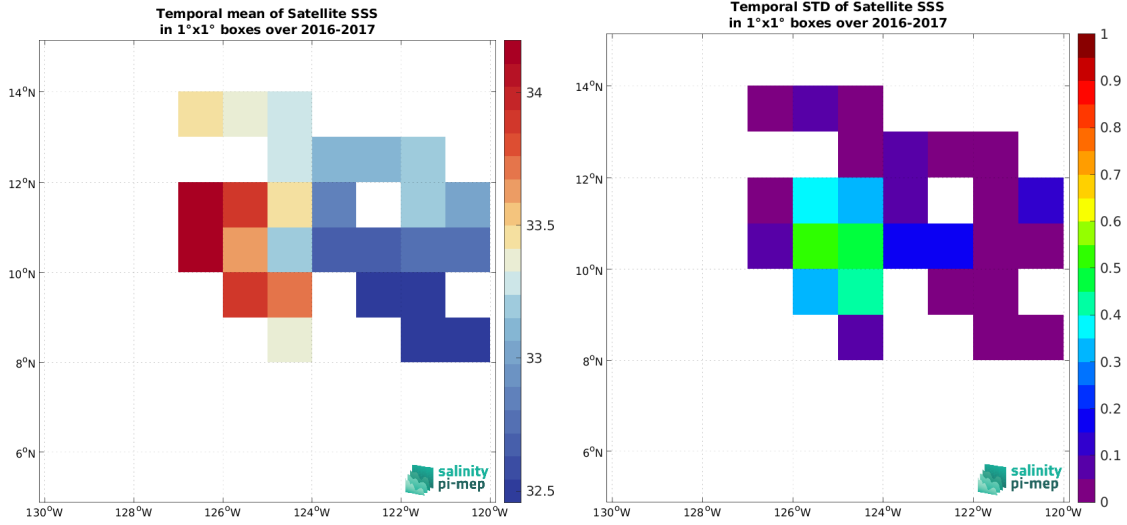 Temporal mean of Satellite SSS
in 1°x1° boxes over 2016-2017
14°N
12°N
10°N
8°N
6°N
130°W
128°W
126°W
124°W
122°W
120°W
34
33.5
33
32.5
salinity
pi-mep
Temporal STD of Satellite SSS
in 1°x1° boxes over 2016-2017
14°N
12°N
10°N
8°N
6°N
130°W
128°W
126°W
124°W
122°W
120°W
1
0.9
0.8
0.7
0.6
0.5
0.4
0.3
0.2
0.1
0
salinity
pi-mep